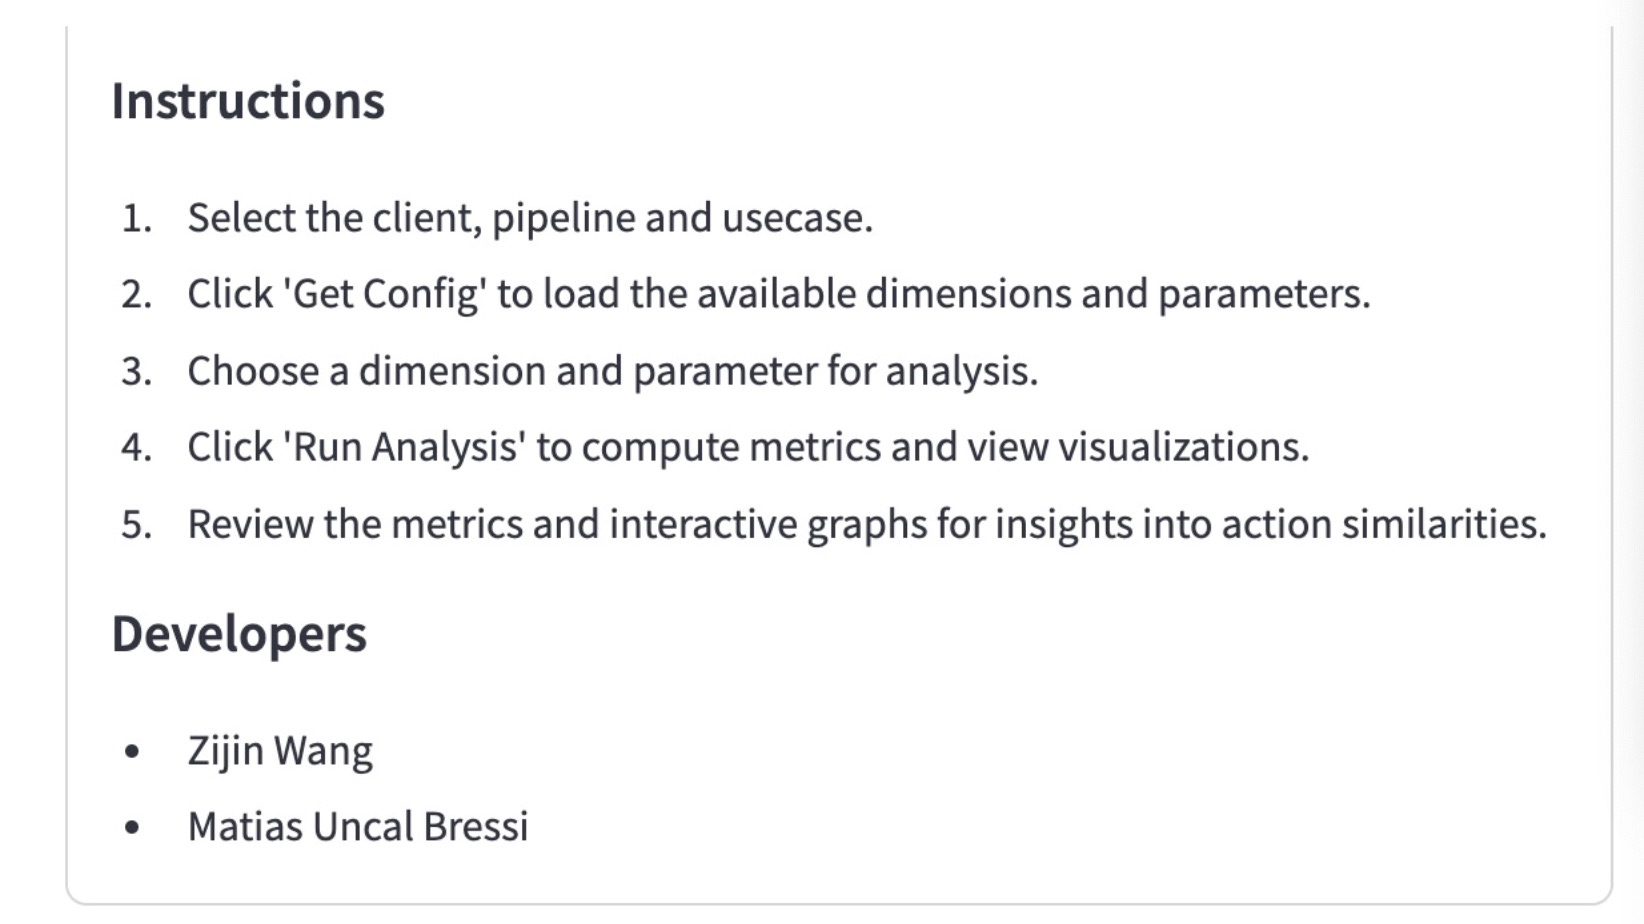 Instructions
1. Select the client, pipeline and usecase.
2. Click 'Get Config' to load the available dimensions and parameters.
3. Choose a dimension and parameter for analysis.
4. Click 'Run Analysis' to compute metrics and view visualizations.
5. Review the metrics and interactive graphs for insights into action similarities.
Developers
• Zijin Wang
• Matias Uncal Bressi